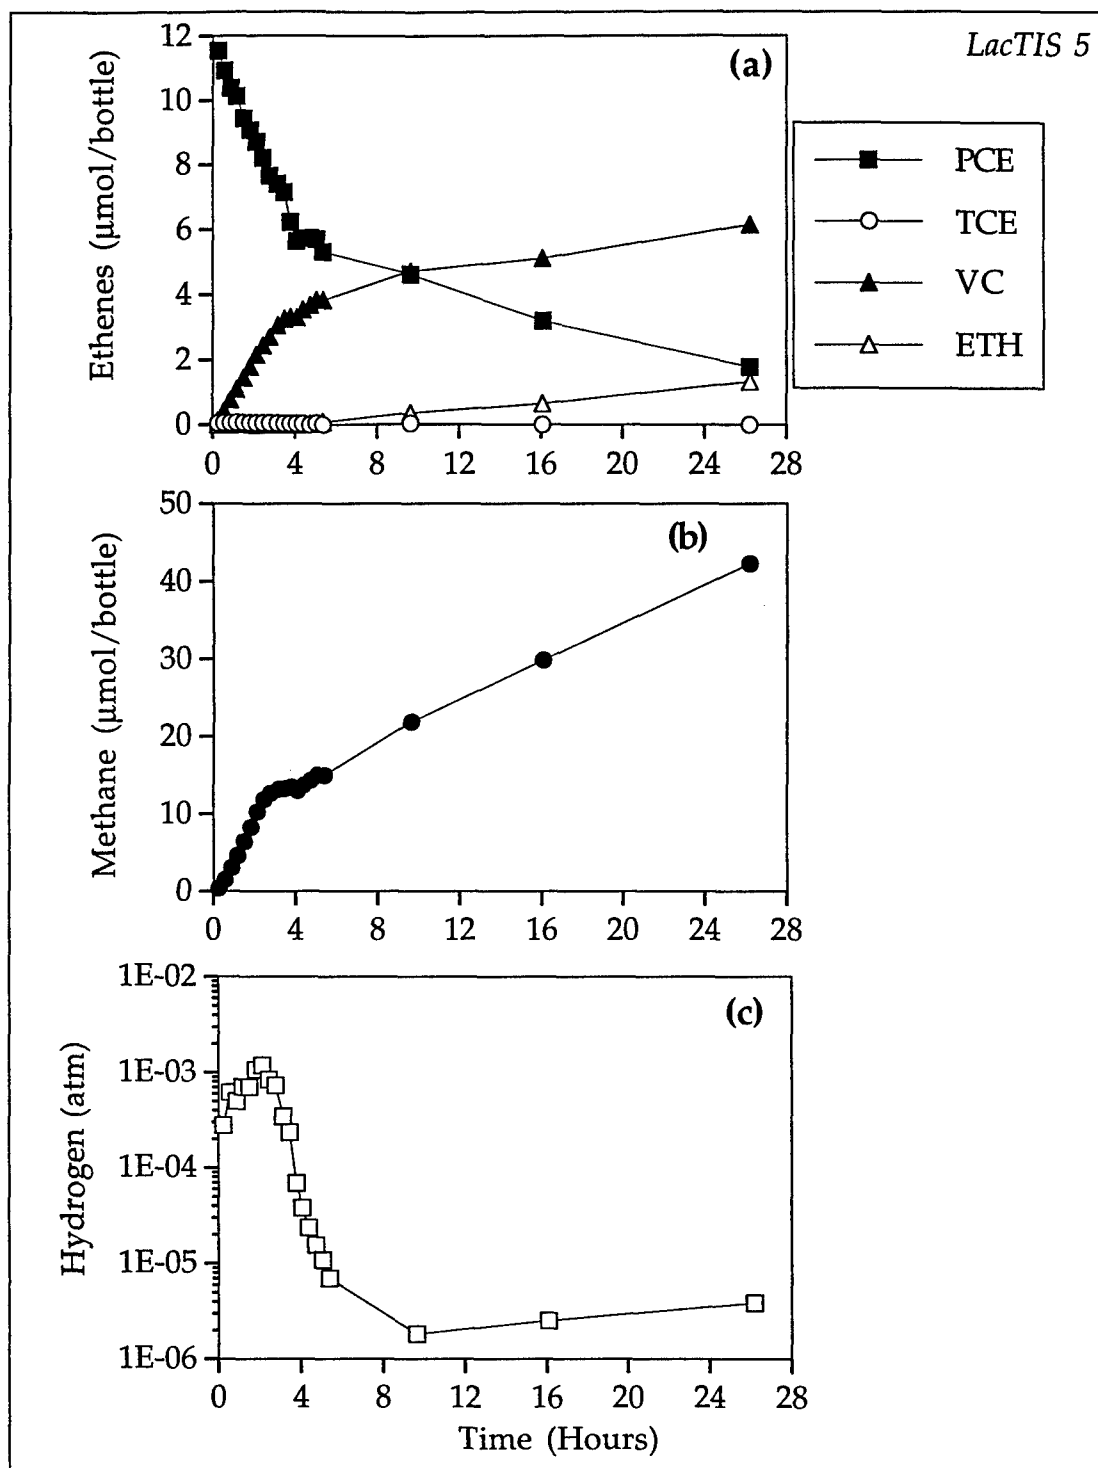 LacTIS 5
(a)
Ethenes (μmol/bottle)
12
10
8
6
4
2
0
0 4 8 12 16 20 24 28
PCE
TCE
VC
ETH
(b)
Methane (μmol/bottle)
50
40
30
20
10
0
0 4 8 12 16 20 24 28
(c)
Hydrogen (atm)
1E-02
1E-03
1E-04
1E-05
1E-06
0 4 8 12 16 20 24 28
Time (Hours)